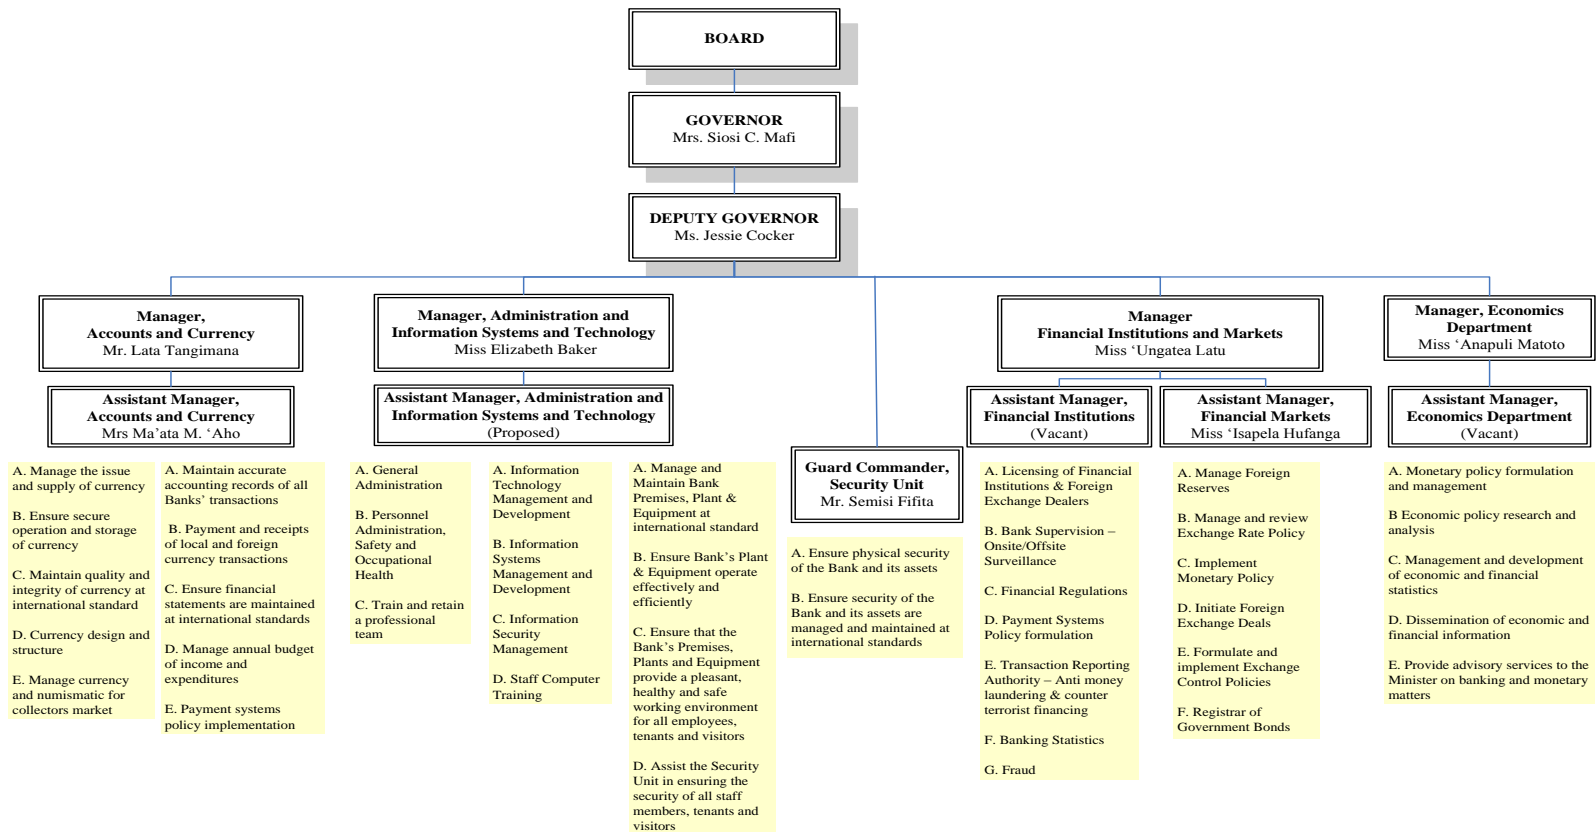 BOARD
GOVERNOR
Mrs. Siosi C. Mafi
DEPUTY GOVERNOR
Ms. Jessie Cocker
Manager,
Accounts and Currency
Mr. Lata Tangimana
Manager, Administration and
Information Systems and Technology
Miss Elizabeth Baker
Manager
Financial Institutions and Markets
Miss ‘Ungatea Latu
Manager, Economics
Department
Miss ‘Anapuli Matoto
Assistant Manager,
Accounts and Currency
Mrs Ma’ata M. ‘Aho
Assistant Manager, Administration and
Information Systems and Technology
(Proposed)
Guard Commander,
Security Unit
Mr. Semisi Fifita
Assistant Manager,
Financial Institutions
(Vacant)
Assistant Manager,
Financial Markets
Miss ‘Isapela Hufanga
Assistant Manager,
Economics Department
(Vacant)
A. Manage the issue
and supply of currency
B. Ensure secure
operation and storage
of currency
C. Maintain quality and
integrity of currency at
international standard
D. Currency design and
structure
E. Manage currency
and numismatic for
collectors market
A. Maintain accurate
accounting records of all
Banks’ transactions
B. Payment and receipts
of local and foreign
currency transactions
C. Ensure financial
statements are maintained
at international standards
D. Manage annual budget
of income and
expenditures
E. Payment systems
policy implementation
A. General
Administration
B. Personnel
Administration,
Safety and
Occupational
Health
C. Train and retain
a professional
team
A. Information
Technology
Management and
Development
B. Information
Systems
Management and
Development
C. Information
Security
Management
D. Staff Computer
Training
A. Manage and
Maintain Bank
Premises, Plant &
Equipment at
international standard
B. Ensure Bank’s Plant
& Equipment operate
effectively and
efficiently
C. Ensure that the
Bank’s Premises,
Plants and Equipment
provide a pleasant,
healthy and safe
working environment
for all employees,
tenants and visitors
D. Assist the Security
Unit in ensuring the
security of all staff
members, tenants and
visitors
A. Ensure physical security
of the Bank and its assets
B. Ensure security of the
Bank and its assets are
managed and maintained at
international standards
A. Licensing of Financial
Institutions & Foreign
Exchange Dealers
B. Bank Supervision –
Onsite/Offsite
Surveillance
C. Financial Regulations
D. Payment Systems
Policy formulation
E. Transaction Reporting
Authority – Anti money
laundering & counter
terrorist financing
F. Banking Statistics
G. Fraud
A. Manage Foreign
Reserves
B. Manage and review
Exchange Rate Policy
C. Implement
Monetary Policy
D. Initiate Foreign
Exchange Deals
E. Formulate and
implement Exchange
Control Policies
F. Registrar of
Government Bonds
A. Monetary policy formulation
and management
B Economic policy research and
analysis
C. Management and development
of economic and financial
statistics
D. Dissemination of economic and
financial information
E. Provide advisory services to the
Minister on banking and monetary
matters